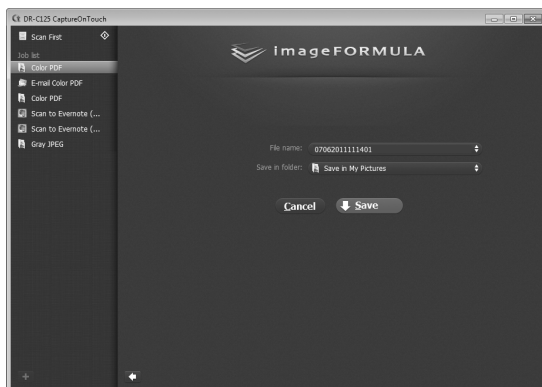 DR-C125 CaptureOnTouch
Scan First
Job list
Color PDF
E-mail Color PDF
Color PDF
Scan to Evernote (...
Scan to Evernote (...
Gray JPEG
imageFORMULA
File name: 07062011111401
Save in folder: Save in My Pictures
Cancel Save